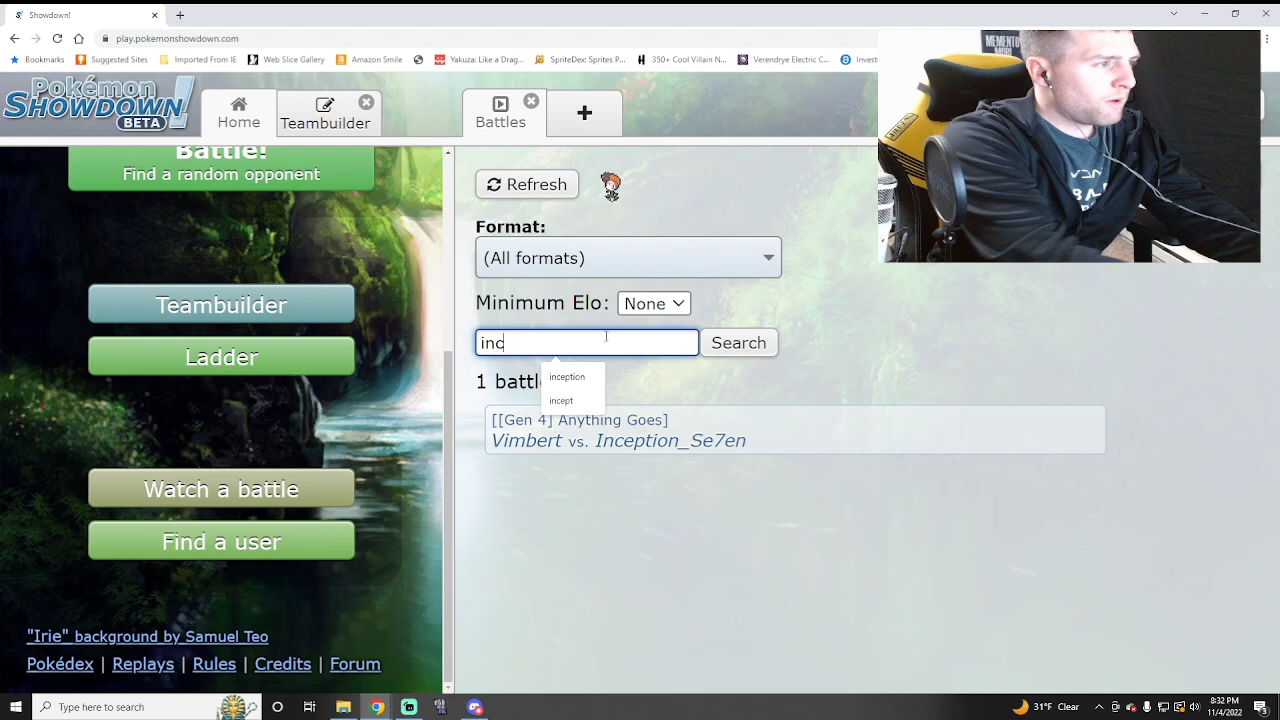 Showdown!
play.pokemonshowdown.com
Bookmarks
Suggested Sites
Imported From IE
Web Slice Gallery
Amazon Smile
Yakuza: Like a Drag...
SpriteDex: Sprites P...
350+ Cool Villain N...
Verendrye Electric C...
Invest
MEMENTO
Pokémon
SHOWDOWN!
BETA
Home
Teambuilder
Battles
Battle!
Find a random opponent
Teambuilder
Ladder
Watch a battle
Find a user
"Irie" background by Samuel Teo
Pokédex | Replays | Rules | Credits | Forum
Refresh
Format:
(All formats)
Minimum Elo: None
inc
Search
inception
incept
1 battl
[[Gen 4] Anything Goes]
Vimbert vs. Inception_Se7en
Type here to search
31°F Clear
8:32 PM
11/4/2022